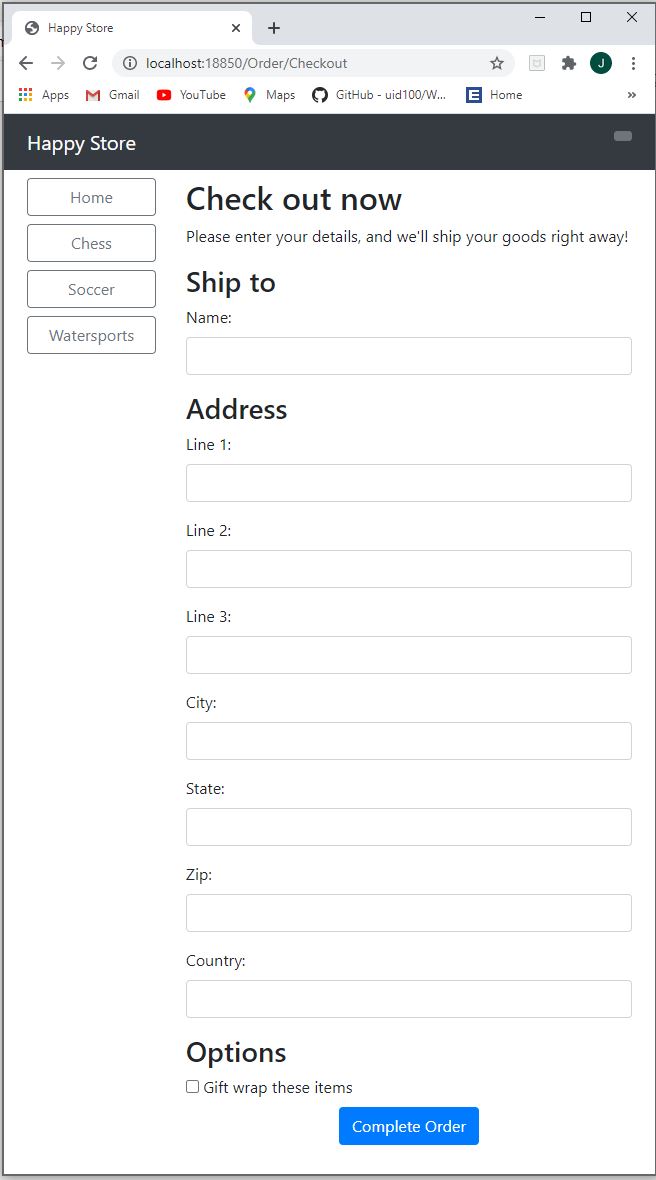 Happy Store
localhost:18850/Order/Checkout
J
Apps
Gmail
YouTube
Maps
GitHub - uid100/W...
E Home
»
Happy Store
Home
Chess
Soccer
Watersports
Check out now
Please enter your details, and we'll ship your goods right away!
Ship to
Name:
Address
Line 1:
Line 2:
Line 3:
City:
State:
Zip:
Country:
Options
Gift wrap these items
Complete Order